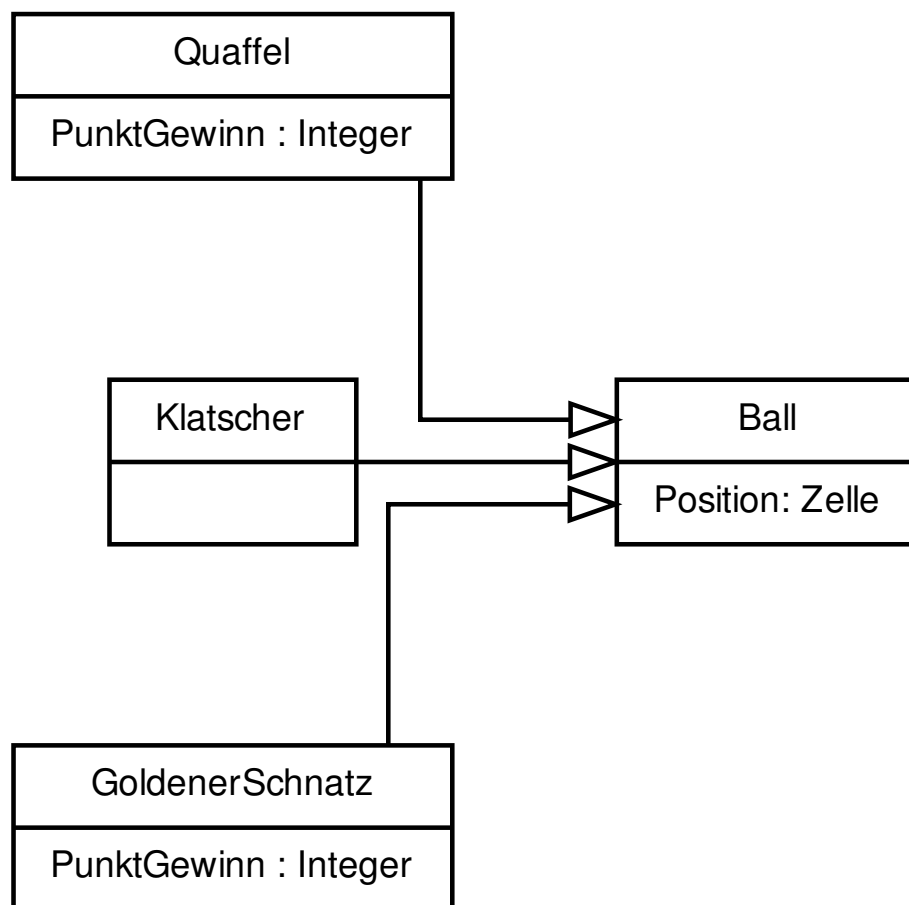 Quaffel
PunktGewinn : Integer
Klatscher
Ball
Position: Zelle
GoldenerSchnatz
PunktGewinn : Integer